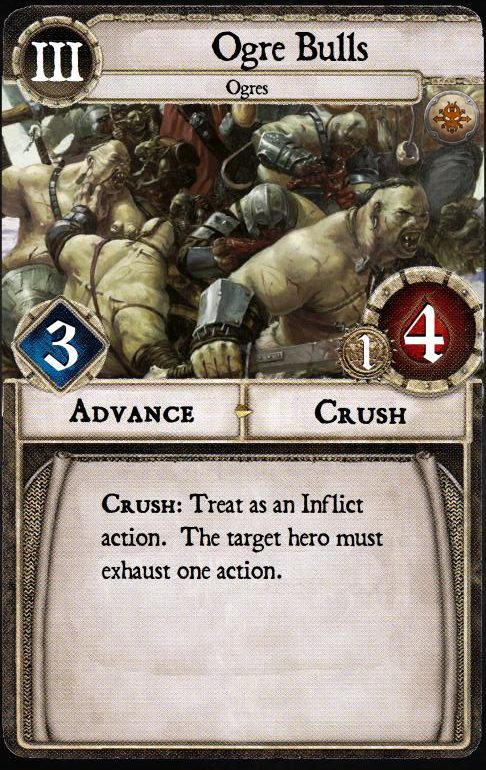 III
Ogre Bulls
Ogres
3
1
4
Advance
Crush
Crush: Treat as an Inflict
action. The target hero must
exhaust one action.